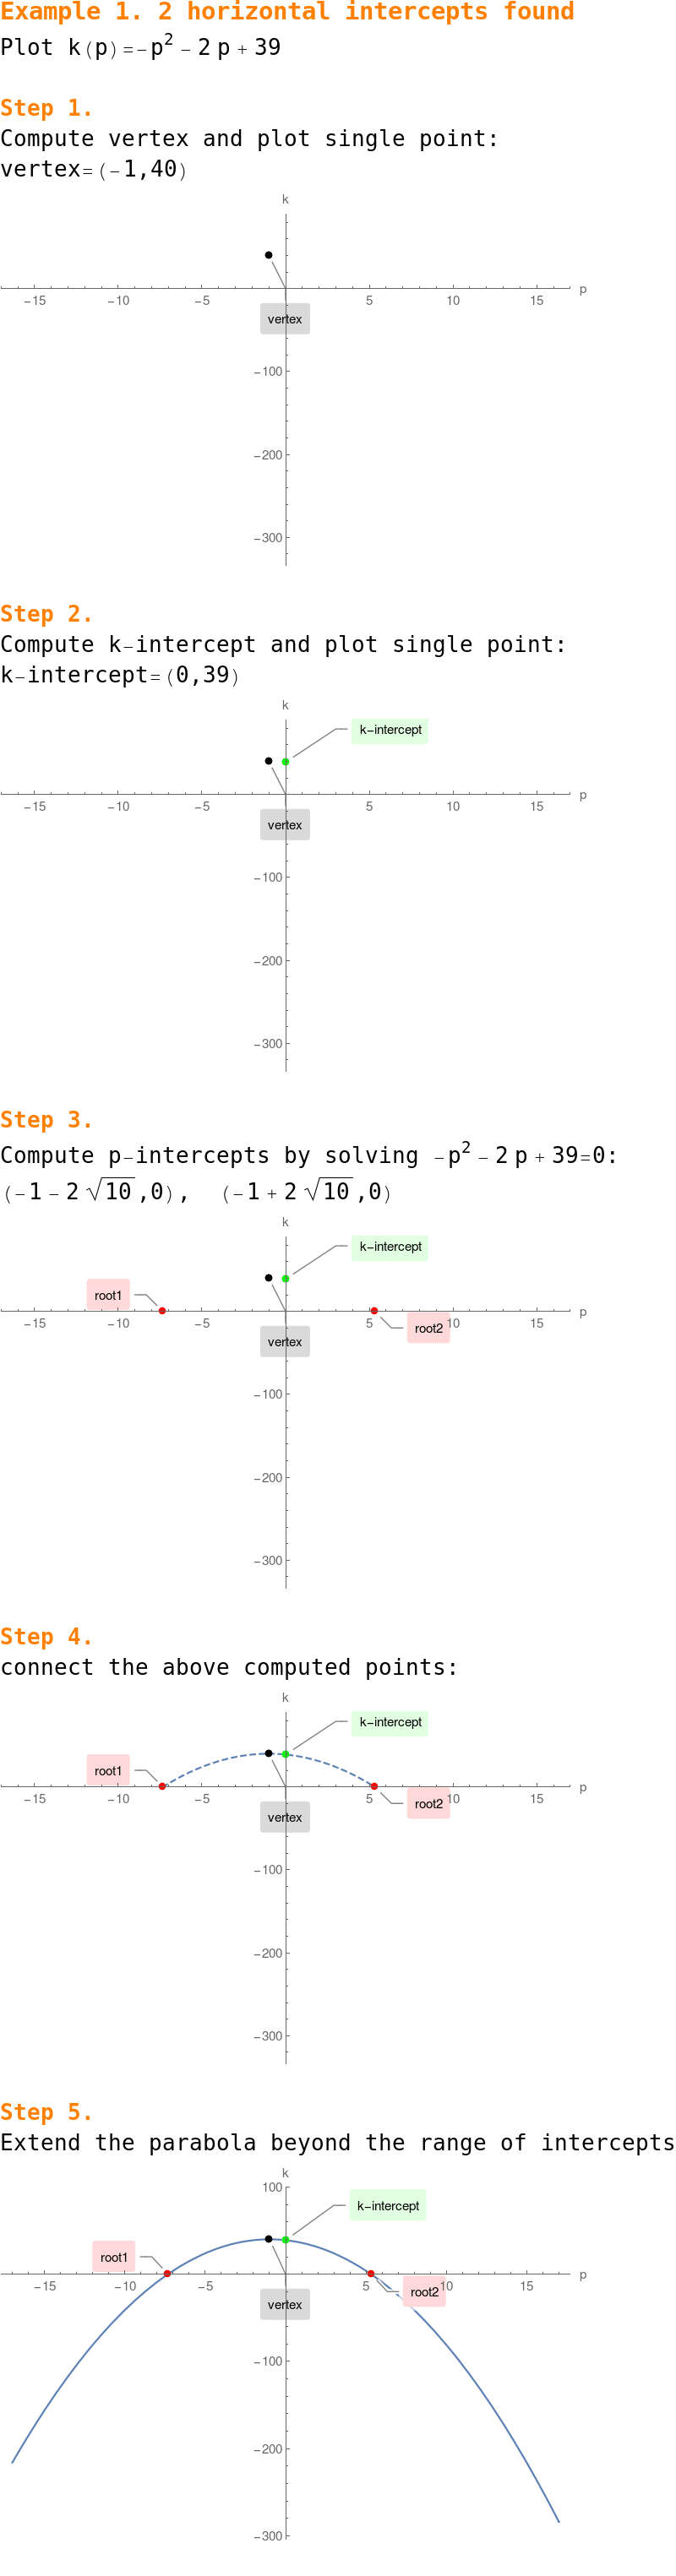 Example 1. 2 horizontal intercepts found
Plot k(p)=-p² - 2 p + 39
Step 1.
Compute vertex and plot single point:
vertex=(-1,40)
k
-15 -10 -5 5 10 15 p
vertex
-100
-200
-300
Step 2.
Compute k-intercept and plot single point:
k-intercept=(0,39)
k
k-intercept
-15 -10 -5 5 10 15 p
vertex
-100
-200
-300
Step 3.
Compute p-intercepts by solving -p² - 2 p + 39=0:
(-1 - 2 √10 ,0), (-1 + 2 √10 ,0)
k
k-intercept
root1
-15 -10 -5 5 10 15 p
root2
vertex
-100
-200
-300
Step 4.
connect the above computed points:
k
k-intercept
root1
-15 -10 -5 5 10 15 p
root2
vertex
-100
-200
-300
Step 5.
Extend the parabola beyond the range of intercepts
k
100
k-intercept
root1
-15 -10 -5 5 10 15 p
root2
vertex
-100
-200
-300